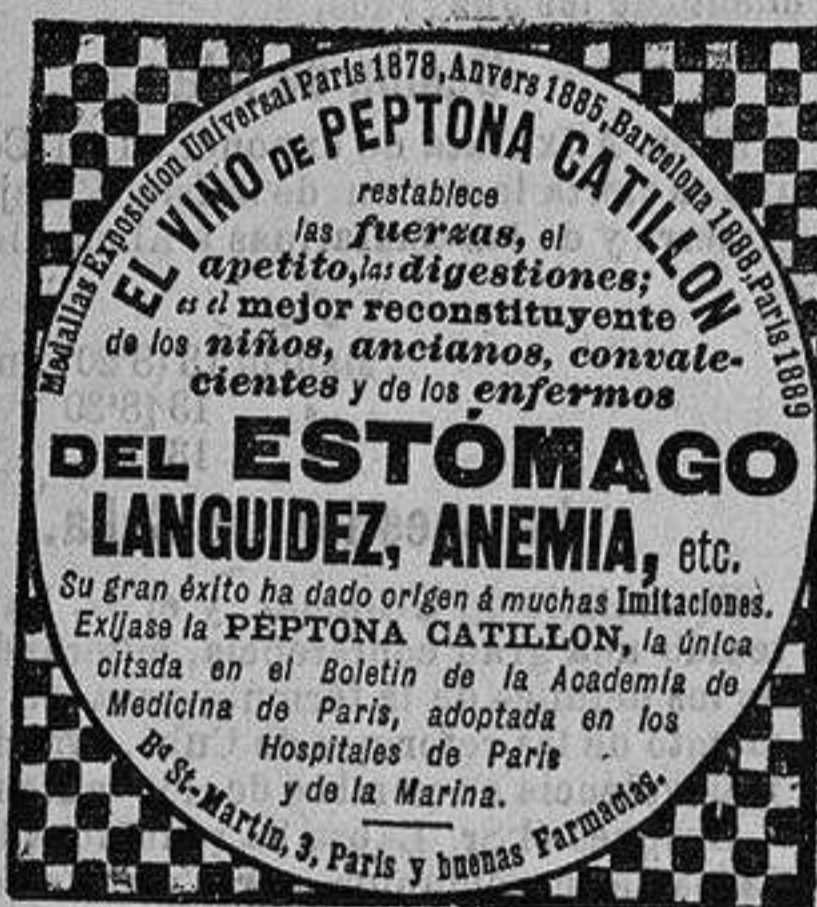 Medallas Exposicion Universal Paris 1878, Anvers 1885, Barcelona 1888, Paris 1889
EL VINO DE PEPTONA CATILLON
restablece
las fuerzas, el
apetito, las digestiones;
es el mejor reconstituyente
de los niños, ancianos, convale-
cientes y de los enfermos
DEL ESTÓMAGO
LANGUIDEZ, ANEMIA, etc.
Su gran éxito ha dado origen á muchas Imitaciones.
Exijase la PEPTONA CATILLON, la única
citada en el Boletin de la Academia de
Medicina de Paris, adoptada en los
Hospitales de Paris
y de la Marina.
Bd St-Martin, 3, Paris y buenas Farmacias.